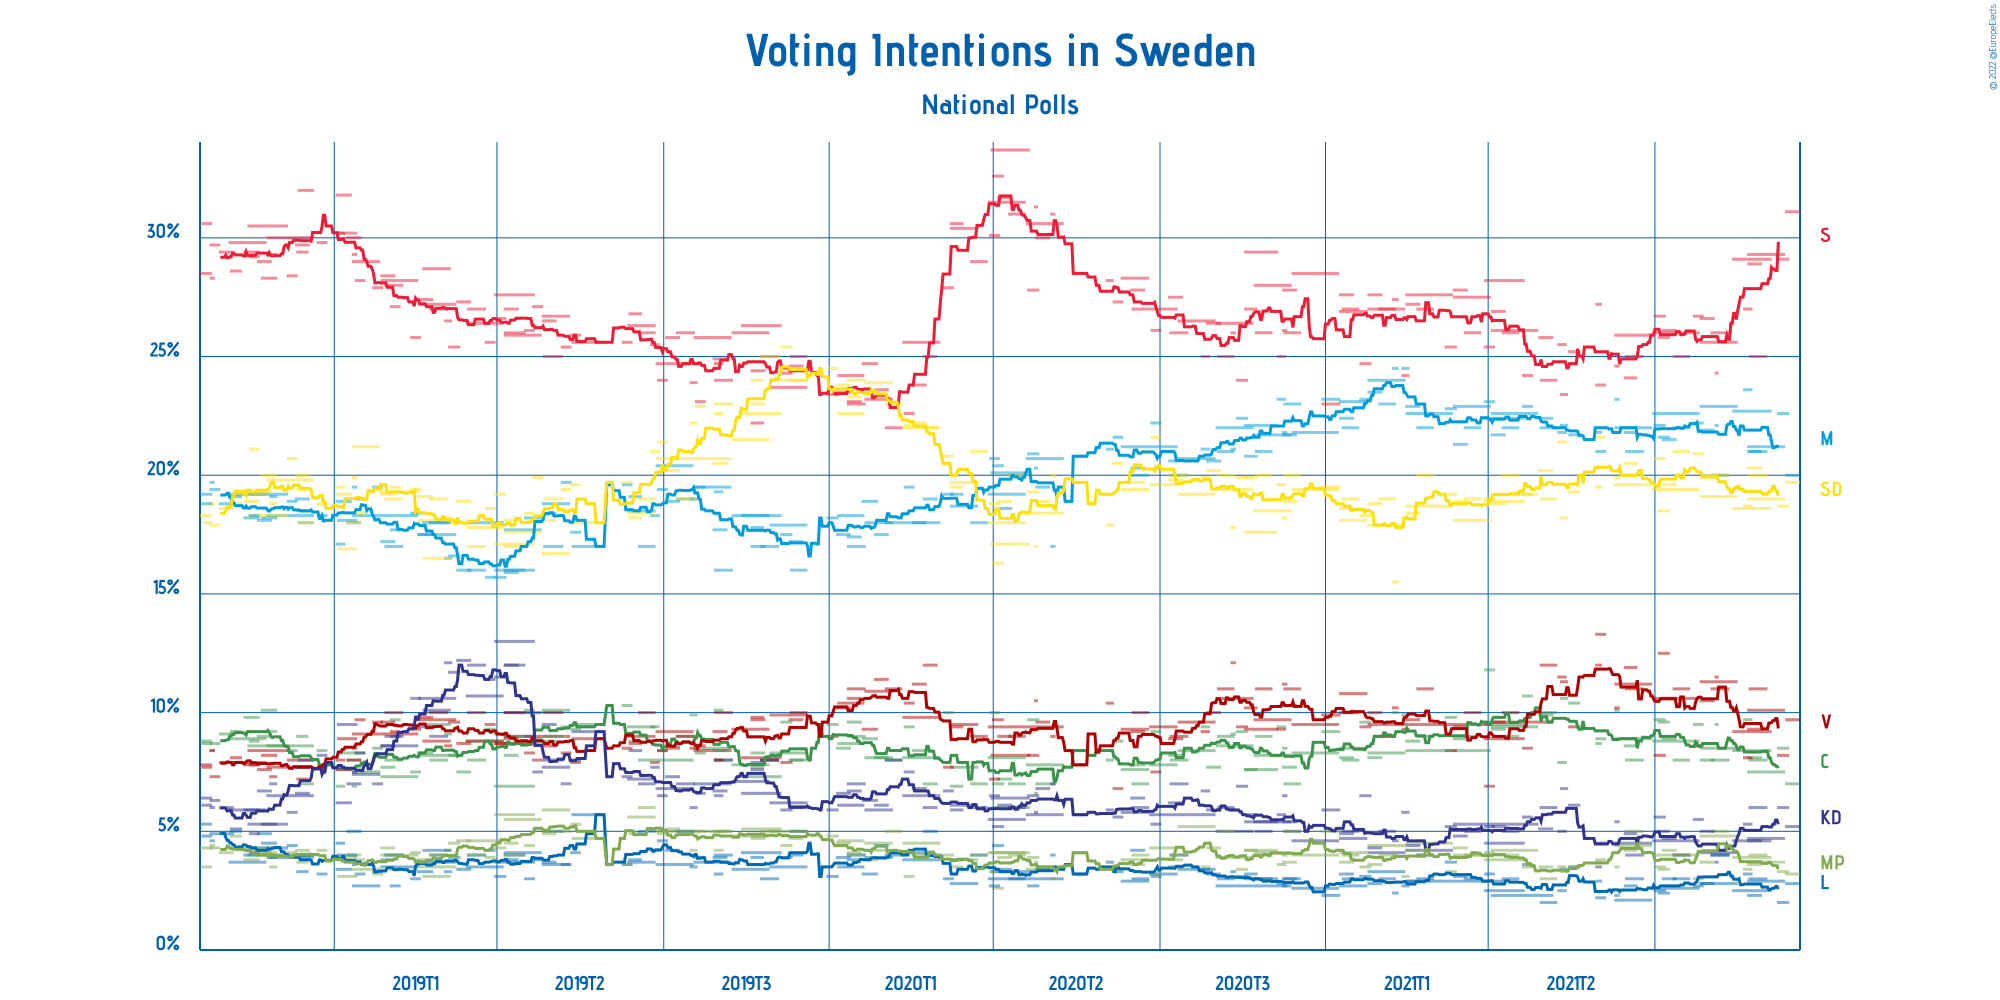 Voting Intentions in Sweden
National Polls
© 2022 @EuropeElects
30%
25%
20%
15%
10%
5%
0%
S
M
SD
V
C
KD
MP
L
2019T1
2019T2
2019T3
2020T1
2020T2
2020T3
2021T1
2021T2